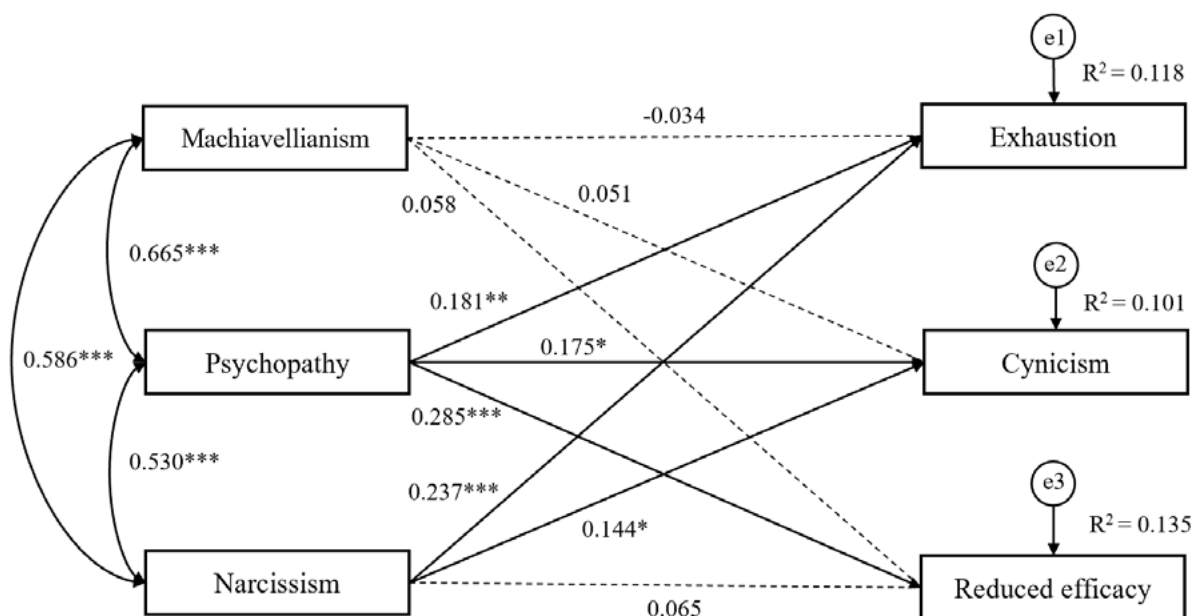 e1
R² = 0.118
Machiavellianism
-0.034
Exhaustion
0.058
0.051
0.665***
e2
R² = 0.101
0.181**
0.586***
Psychopathy
0.175*
Cynicism
0.285***
0.530***
e3
0.237***
0.144*
R² = 0.135
Narcissism
0.065
Reduced efficacy